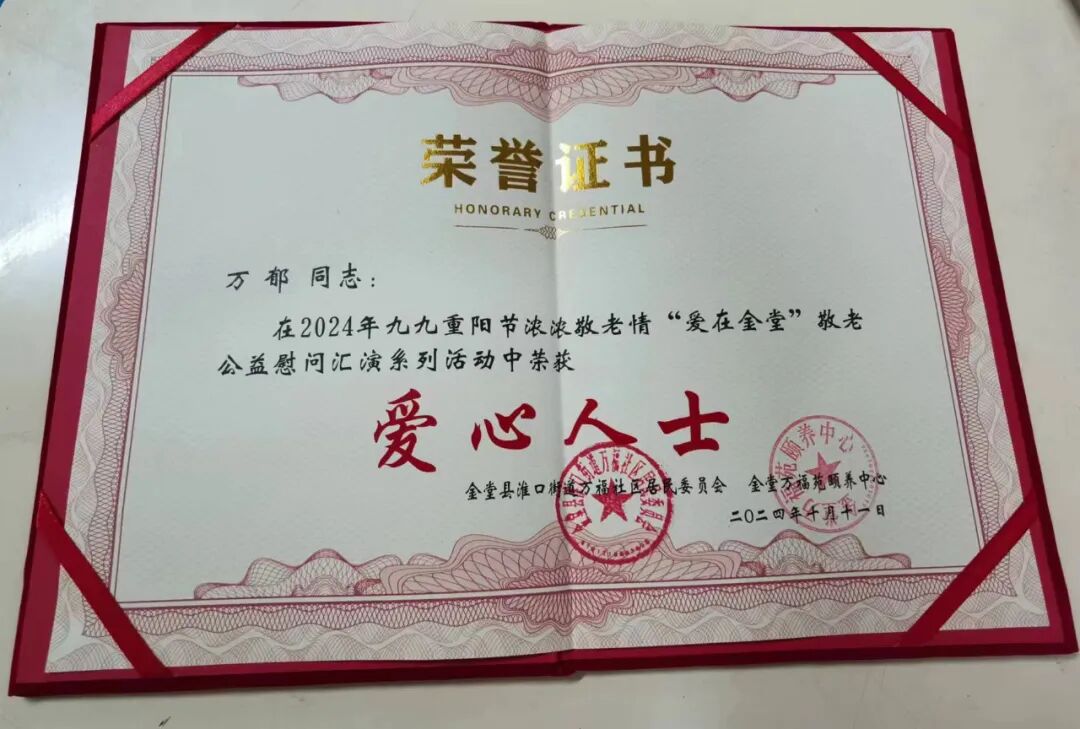 荣誉证书
HONORARY CREDENTIAL
万郁 同志：
在2024年九九重阳节浓浓敬老情“爱在金堂”敬老
公益慰问汇演系列活动中荣获
爱心人士
金堂县淮口街道万福社区居民委员会 金堂万福苑颐养中心
二〇二四年十月十一日